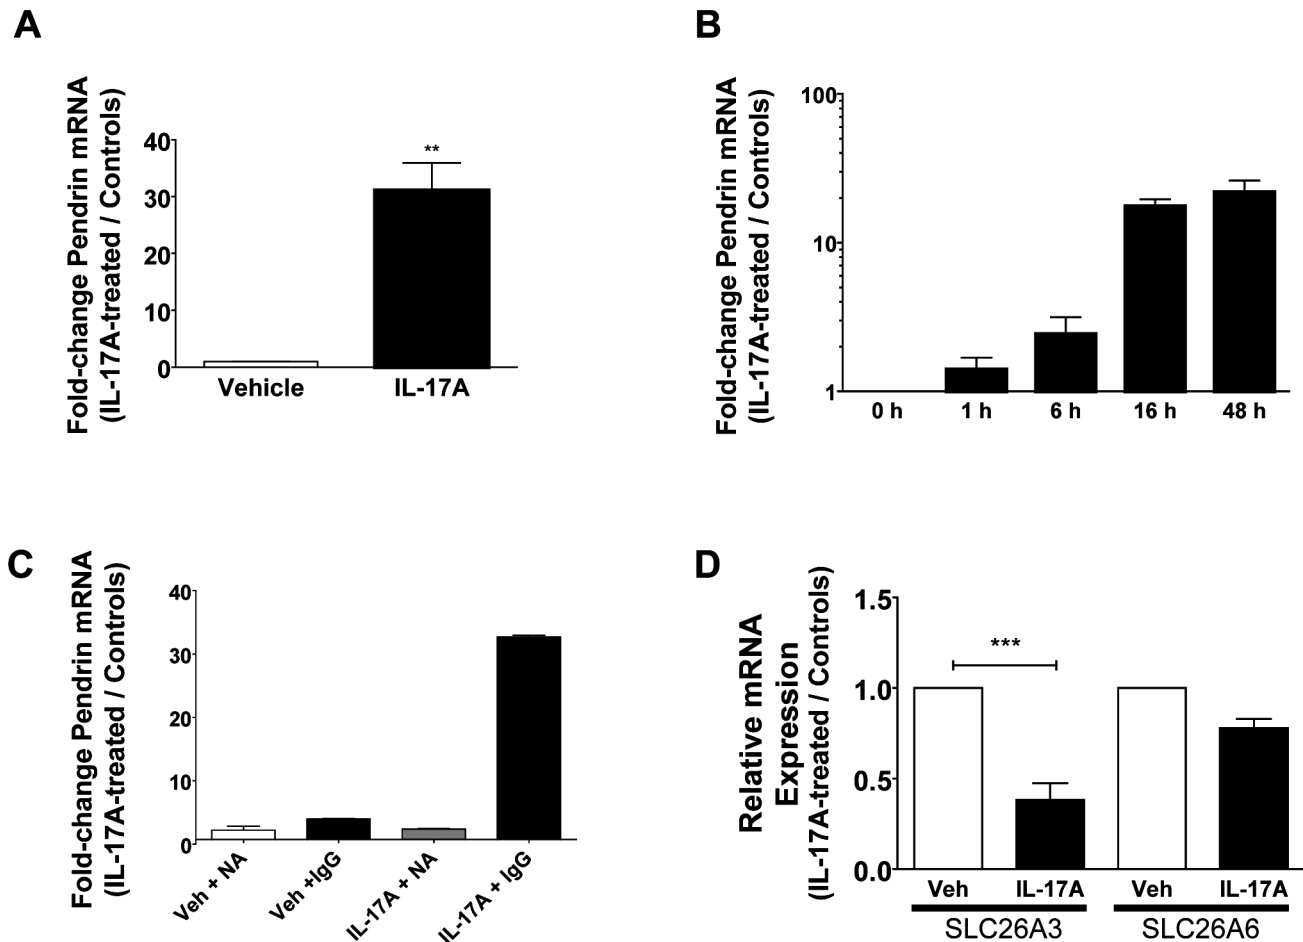 A
Fold-change Pendrin mRNA
(IL-17A-treated / Controls)
40
30
20
10
0
**
Vehicle
IL-17A
B
Fold-change Pendrin mRNA
(IL-17A-treated / Controls)
100
10
1
0 h
1 h
6 h
16 h
48 h
C
Fold-change Pendrin mRNA
(IL-17A-treated / Controls)
40
30
20
10
0
Veh + NA
Veh +IgG
IL-17A + NA
IL-17A + IgG
D
Relative mRNA
Expression
(IL-17A-treated / Controls)
1.5
1.0
0.5
0.0
***
Veh
IL-17A
Veh
IL-17A
SLC26A3
SLC26A6